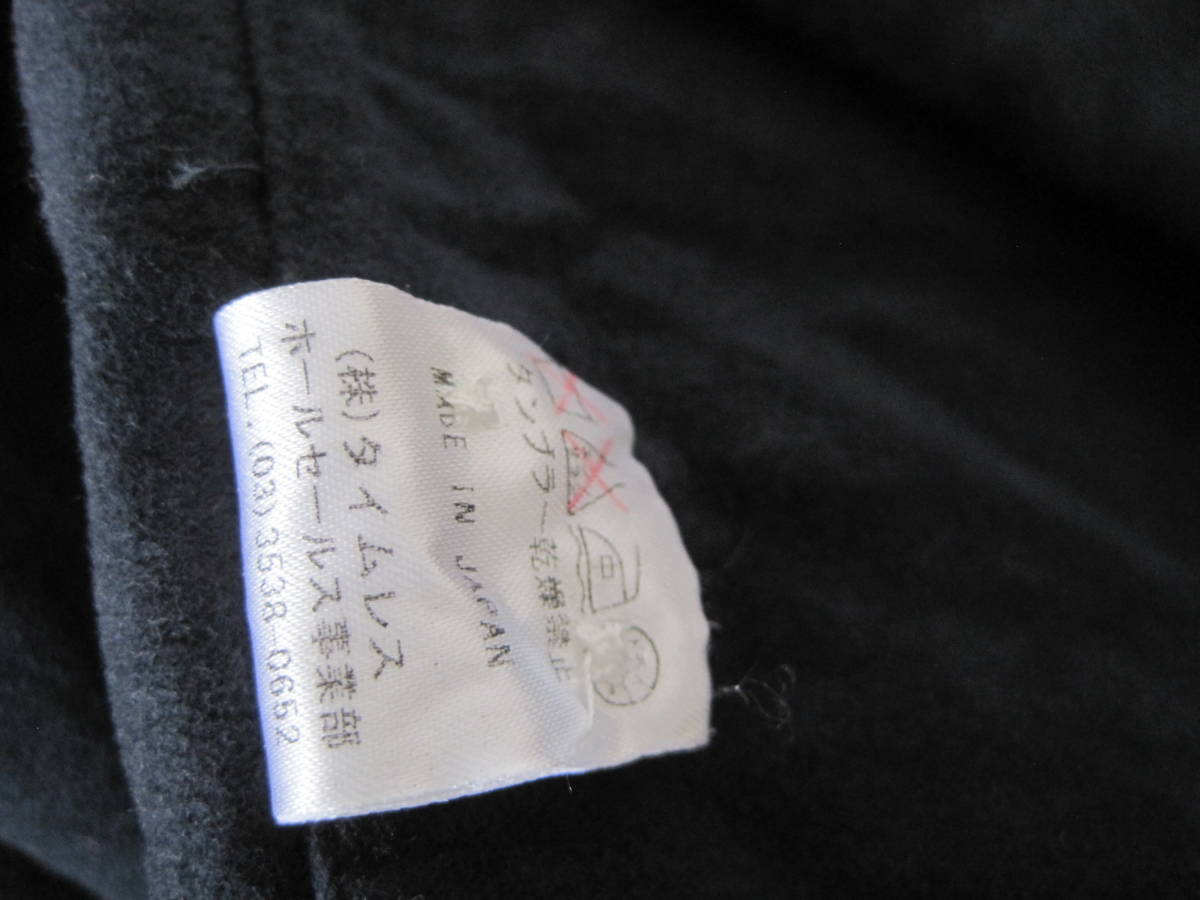 タンブラー乾燥禁止
MADE IN JAPAN
(株)タイムレス
ホールセールス事業部
TEL.(03)3538-0652